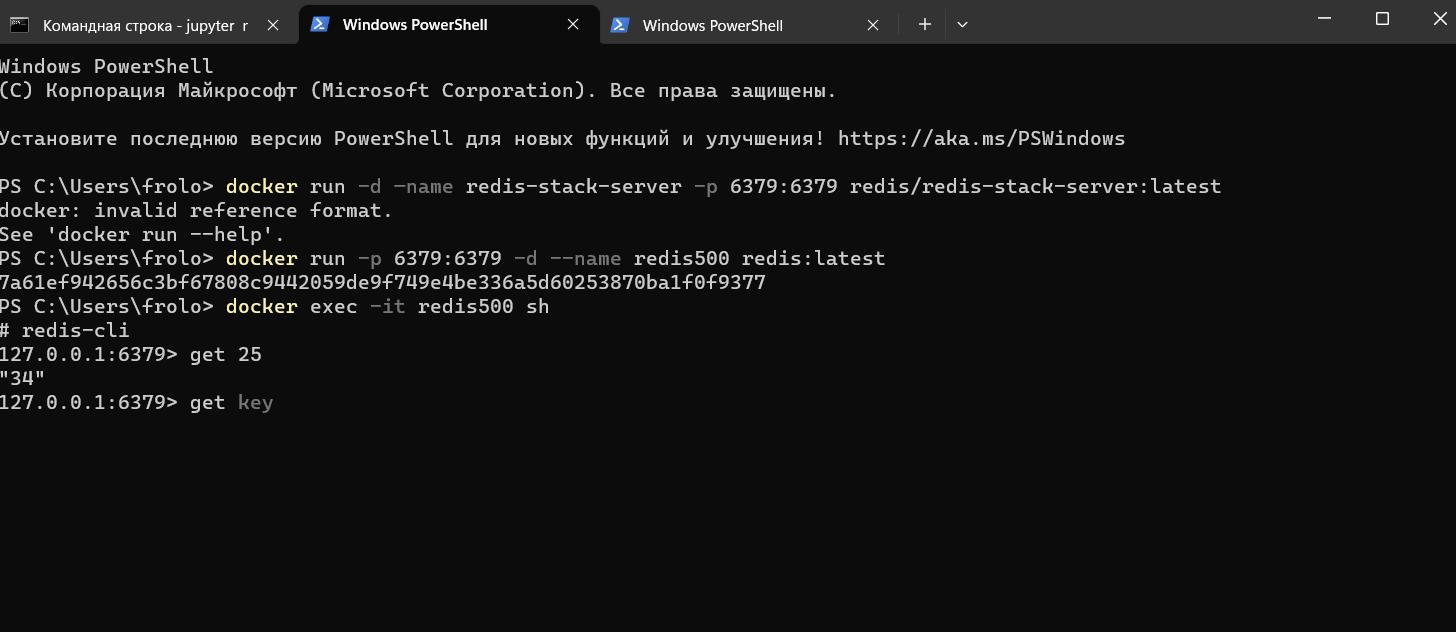 Командная строка - jupyter r
Windows PowerShell
Windows PowerShell
Windows PowerShell
(C) Корпорация Майкрософт (Microsoft Corporation). Все права защищены.
Установите последнюю версию PowerShell для новых функций и улучшения! https://aka.ms/PSWindows
PS C:\Users\frolo> docker run -d -name redis-stack-server -p 6379:6379 redis/redis-stack-server:latest
docker: invalid reference format.
See 'docker run --help'.
PS C:\Users\frolo> docker run -p 6379:6379 -d --name redis500 redis:latest
7a61ef942656c3bf67808c9442059de9f749e4be336a5d60253870ba1f0f9377
PS C:\Users\frolo> docker exec -it redis500 sh
# redis-cli
127.0.0.1:6379> get 25
"34"
127.0.0.1:6379> get key